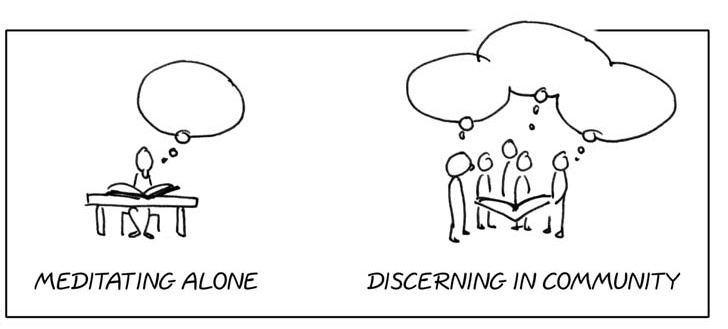 MEDITATING ALONE
DISCERNING IN COMMUNITY